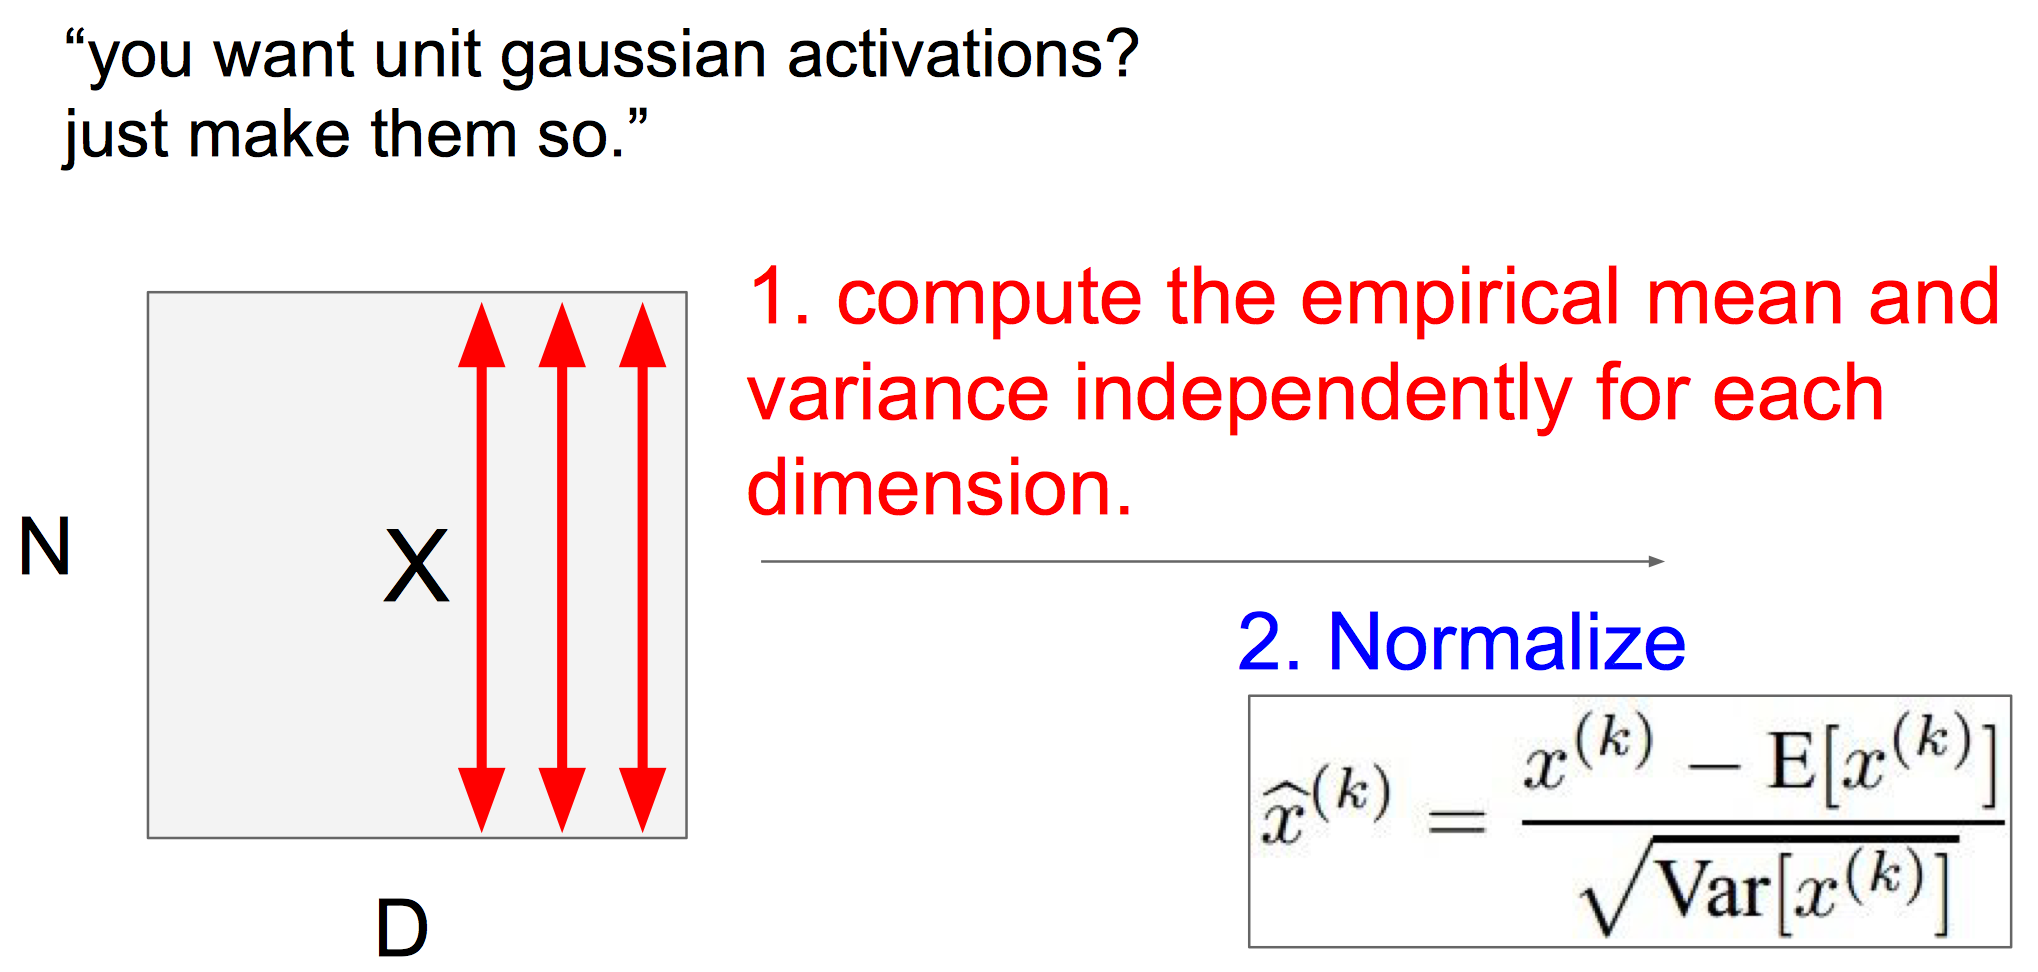 “you want unit gaussian activations?
just make them so.”
1. compute the empirical mean and
variance independently for each
dimension.
N
X
2. Normalize
$\widehat{x}^{(k)} = \frac{x^{(k)} - \mathrm{E}[x^{(k)}]}{\sqrt{\mathrm{Var}[x^{(k)}]}}$
D